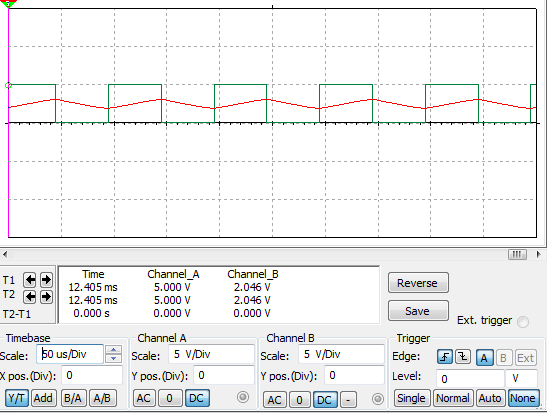 Time Channel_A Channel_B
T1 12.405 ms 5.000 V 2.046 V
T2 12.405 ms 5.000 V 2.046 V
T2-T1 0.000 s 0.000 V 0.000 V
Reverse
Save
Ext. trigger
Timebase
Scale: 50 us/Div
X pos.(Div): 0
Y/T Add B/A A/B
Channel A
Scale: 5 V/Div
Y pos.(Div): 0
AC 0 DC
Channel B
Scale: 5 V/Div
Y pos.(Div): 0
AC 0 DC -
Trigger
Edge: A B Ext
Level: 0 V
Single Normal Auto None